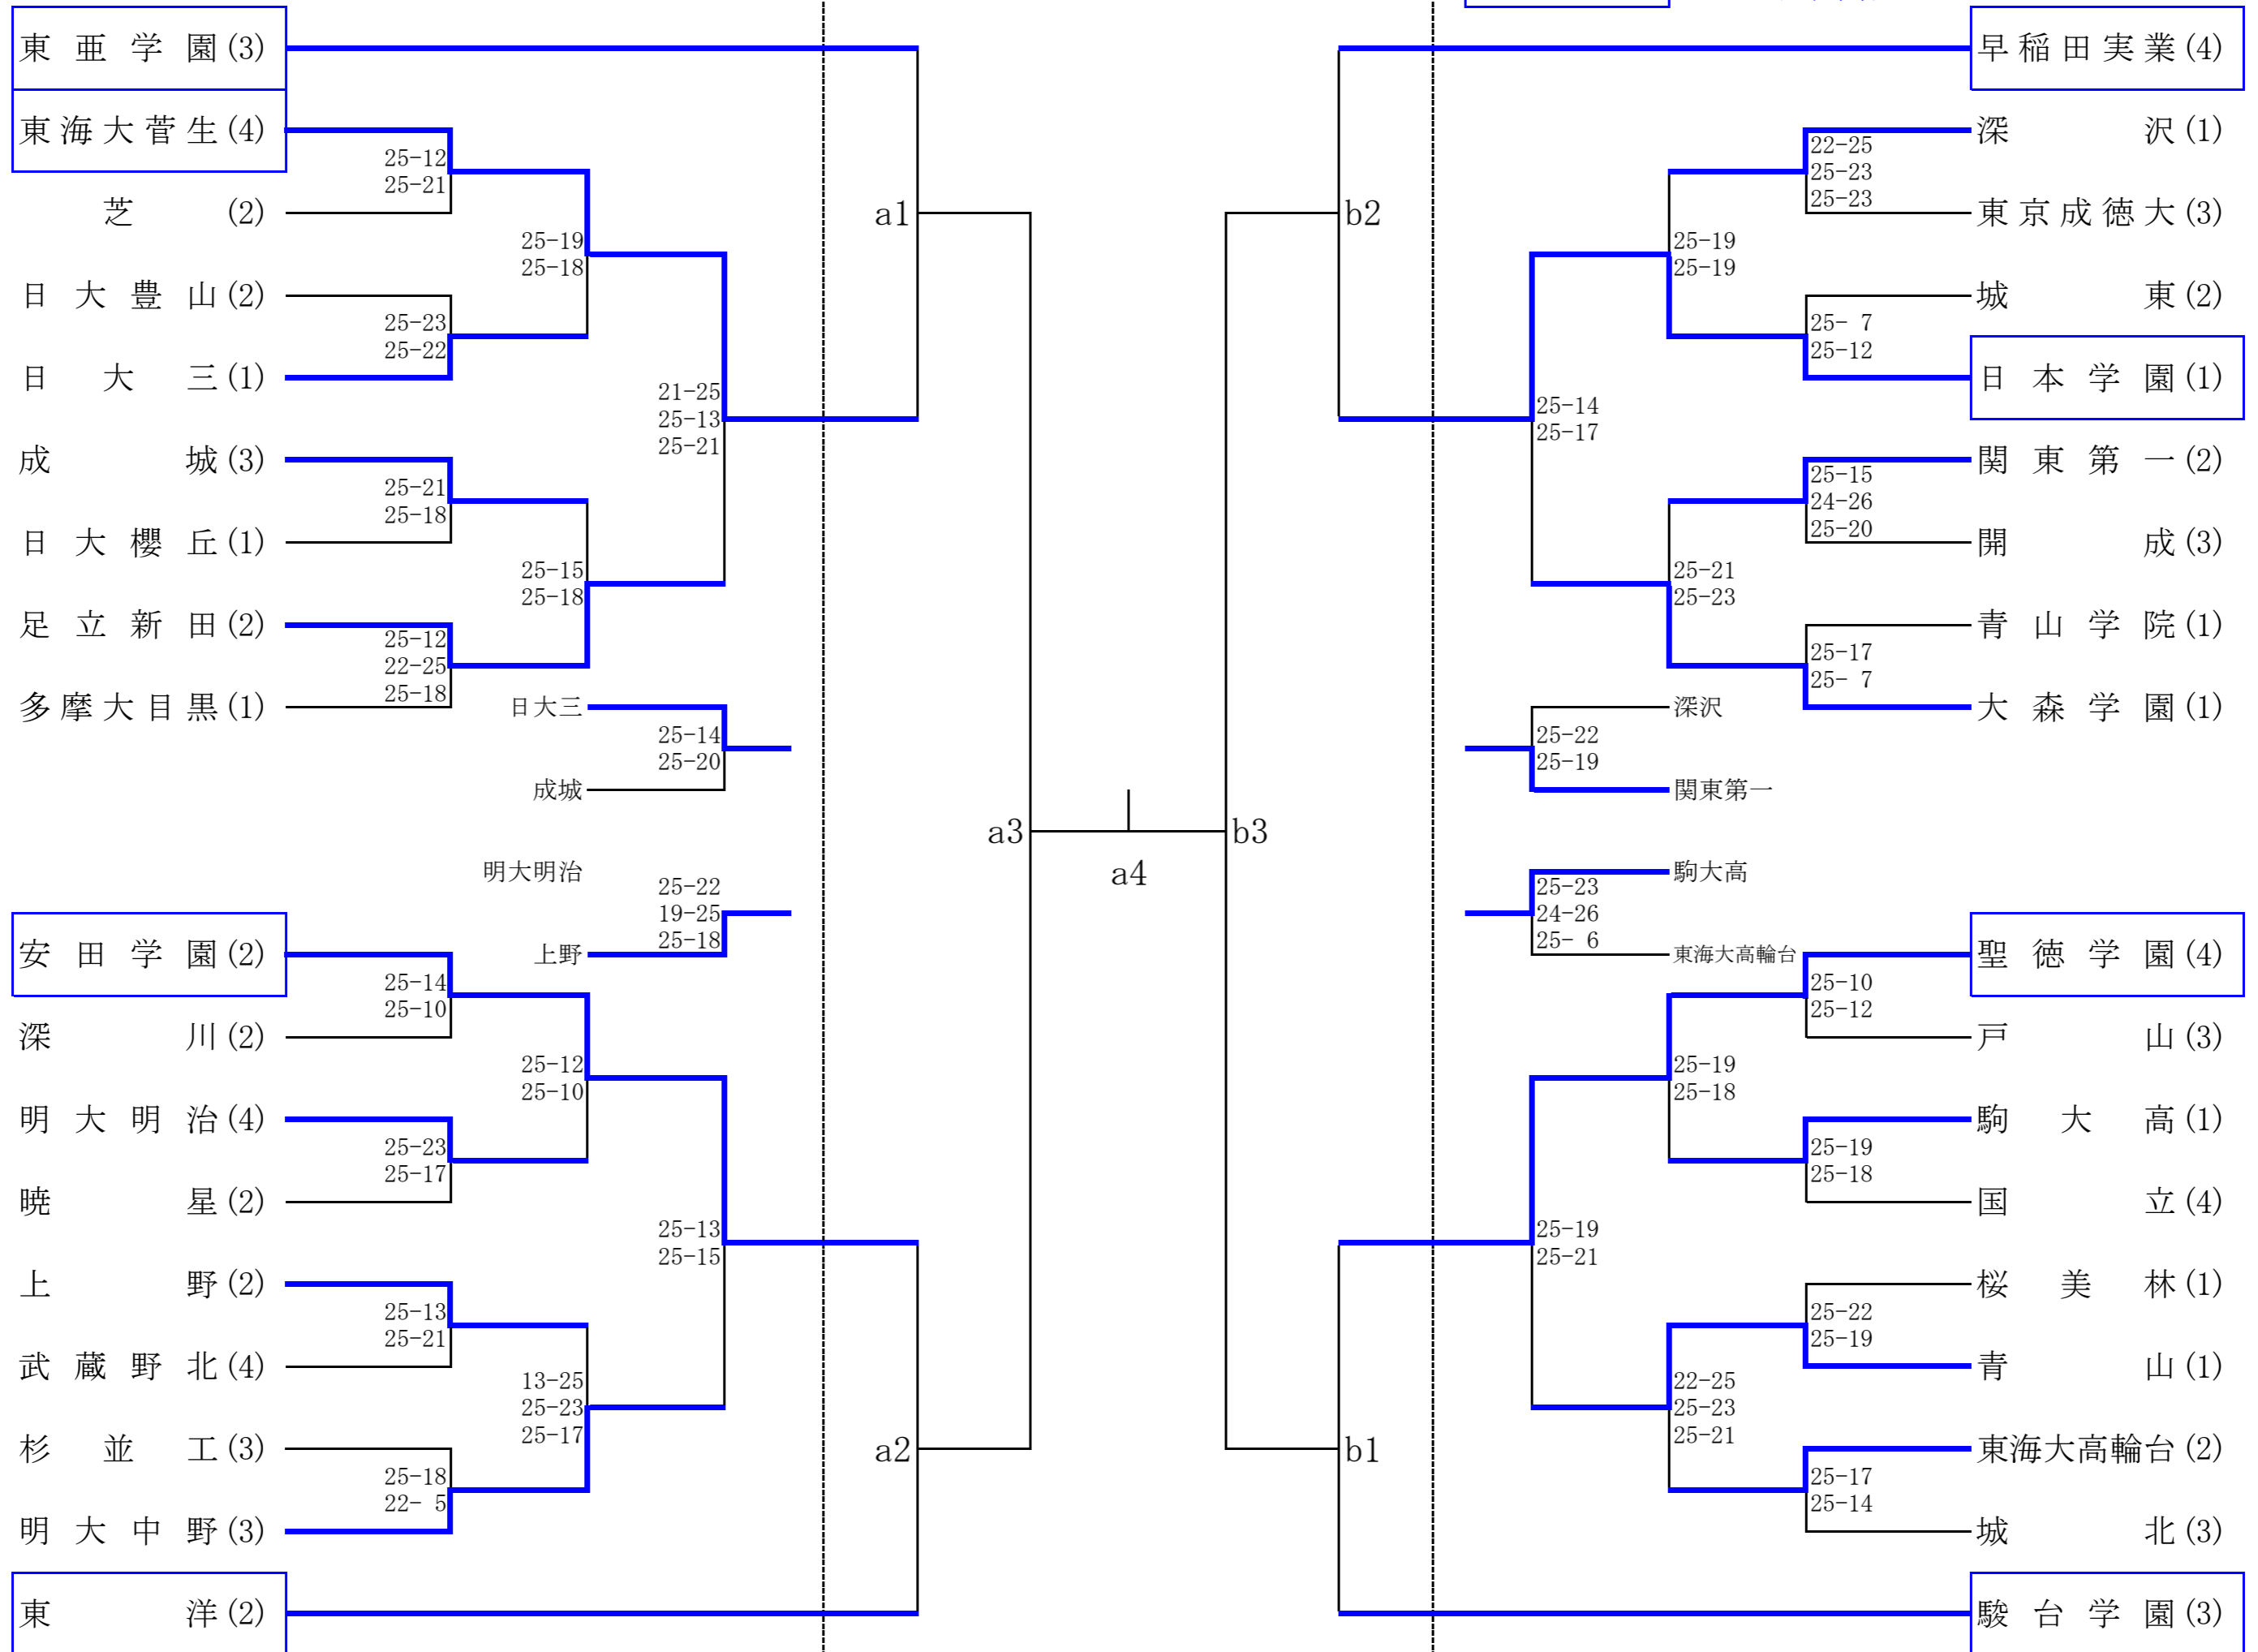 東亜学園(3)
東海大菅生(4)
25-12
25-21
芝(2)
25-19
25-18
日大豊山(2)
25-23
25-22
日大三(1)
21-25
25-13
25-21
成城(3)
25-21
25-18
日大櫻丘(1)
25-15
25-18
足立新田(2)
25-12
22-25
25-18
多摩大目黒(1)
日大三
25-14
25-20
成城
明大明治
25-22
19-25
25-18
上野
安田学園(2)
25-14
25-10
深川(2)
25-12
25-10
明大明治(4)
25-23
25-17
暁星(2)
25-13
25-15
上野(2)
25-13
25-21
武蔵野北(4)
13-25
25-23
25-17
杉並工(3)
25-18
22- 5
明大中野(3)
東洋(2)
a1
a2
a3
a4
b3
b2
b1
早稲田実業(4)
深沢(1)
22-25
25-23
25-23
東京成徳大(3)
25-19
25-19
城東(2)
25- 7
25-12
日本学園(1)
25-14
25-17
関東第一(2)
25-15
24-26
25-20
開成(3)
25-21
25-23
青山学院(1)
25-17
25- 7
大森学園(1)
深沢
25-22
25-19
関東第一
駒大高
25-23
24-26
25- 6
東海大高輪台
聖徳学園(4)
25-10
25-12
戸山(3)
25-19
25-18
駒大高(1)
25-19
25-18
国立(4)
25-19
25-21
桜美林(1)
25-22
25-19
青山(1)
22-25
25-23
25-21
東海大高輪台(2)
25-17
25-14
城北(3)
駿台学園(3)